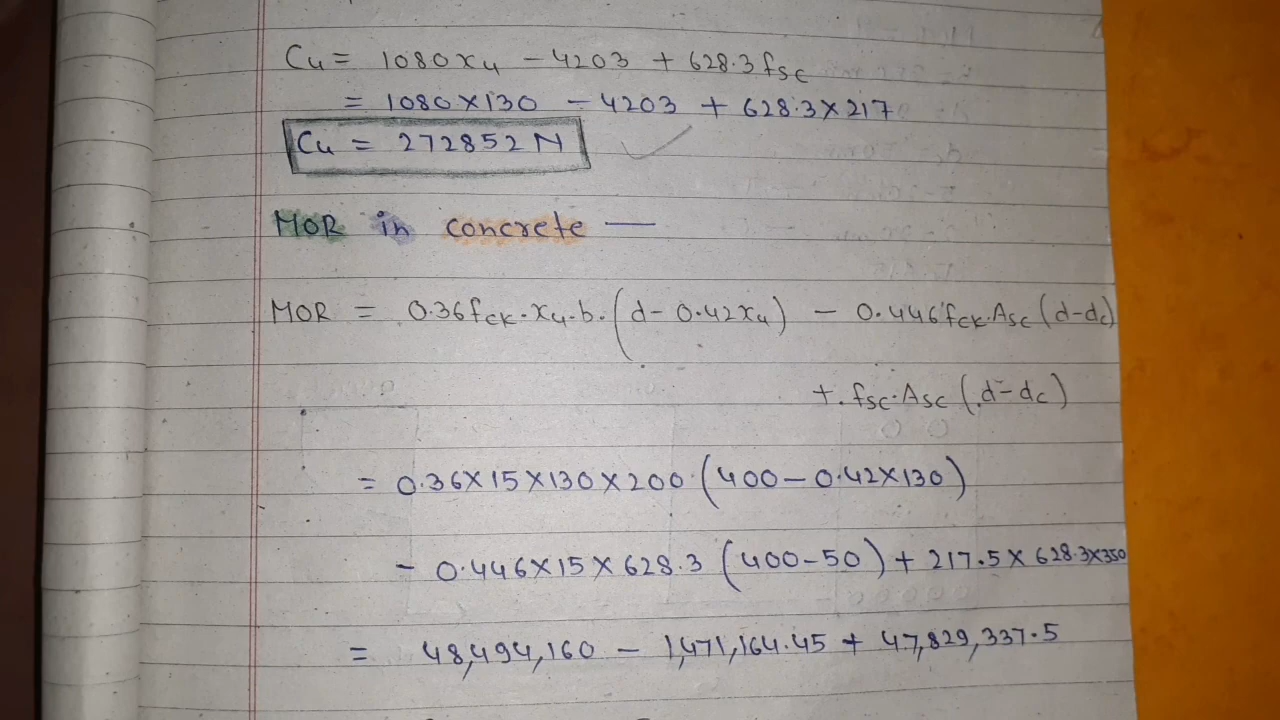 Cu = 1080xu - 4203 + 628.3fsc
= 1080×130 - 4203 + 628.3×217
Cu = 272852 N
MOR in concrete —
MOR = 0.36fck.xu.b.(d-0.42xu) - 0.446fck.Asc(d-dc)
+.fsc.Asc(.d-dc)
= 0.36×15×130×200.(400-0.42×130)
- 0.446×15×628.3(400-50)+217.5×628.3×350
= 48,494,160 - 1,471,164.45 + 47,829,337.5